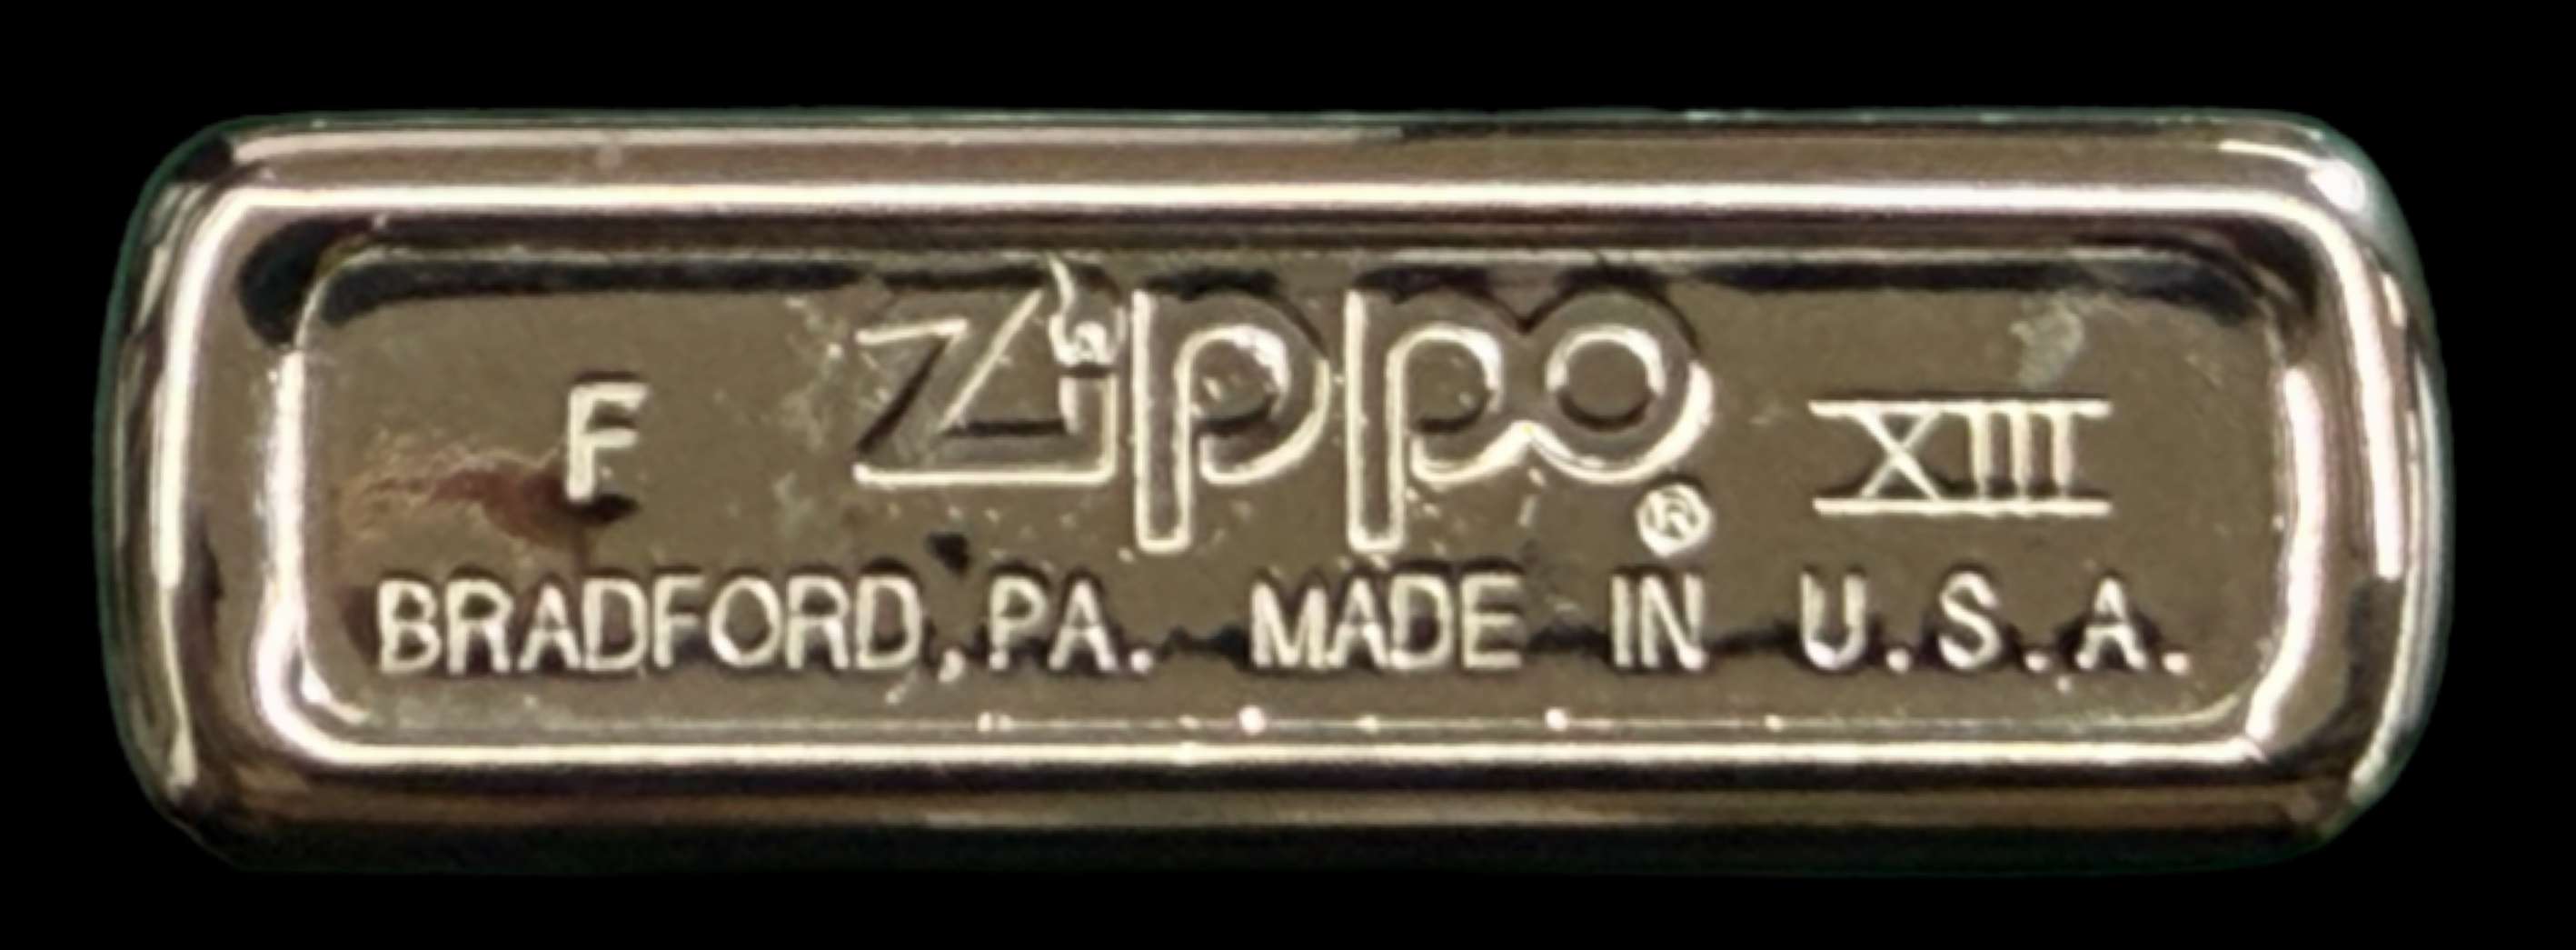 F Zippo ® XIII
BRADFORD, PA. MADE IN U.S.A.